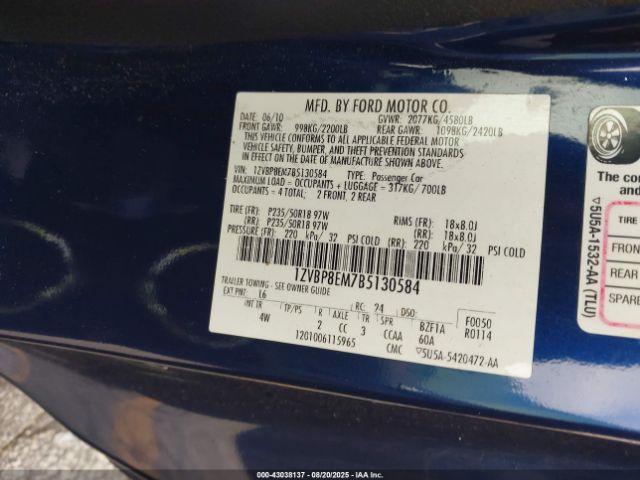 MFD. BY FORD MOTOR CO.
DATE: 06/10 GVWR: 2077KG/4580LB
FRONT GAWR: 998KG/2200LB REAR GAWR: 1098KG/2420LB
THIS VEHICLE CONFORMS TO ALL APPLICABLE FEDERAL MOTOR
VEHICLE SAFETY, BUMPER, AND THEFT PREVENTION STANDARDS
IN EFFECT ON THE DATE OF MANUFACTURE SHOWN ABOVE.
VIN: 1ZVBP8EM7B5130584 TYPE: Passenger Car
MAXIMUM LOAD = OCCUPANTS + LUGGAGE = 317KG/700LB
OCCUPANTS = 4 TOTAL; 2 FRONT, 2 REAR
TIRE (FR): P235/50R18 97W RIMS (FR): 18x8.0J
(RR): P235/50R18 97W (RR): 18x8.0J
PRESSURE (FR): 220 kPa/ 32 PSI COLD (RR): 220 kPa/ 32 PSI COLD
1ZVBP8EM7B5130584
TRAILER TOWING - SEE OWNER GUIDE
EXT PNT: L6 RC: 74 DSO: F0050
INT TR TP/PS R AXLE TR SPR BZF1A R0114
4W 2 CC 3 CCAA 60A
1201006115965 CMC ▽5U5A-5420472-AA
▽5U5A-1532-AA (TLU)
The co
and
TIRE
FRON
REAR
SPARE
000-43038137 - 08/20/2025 - IAAI.COM